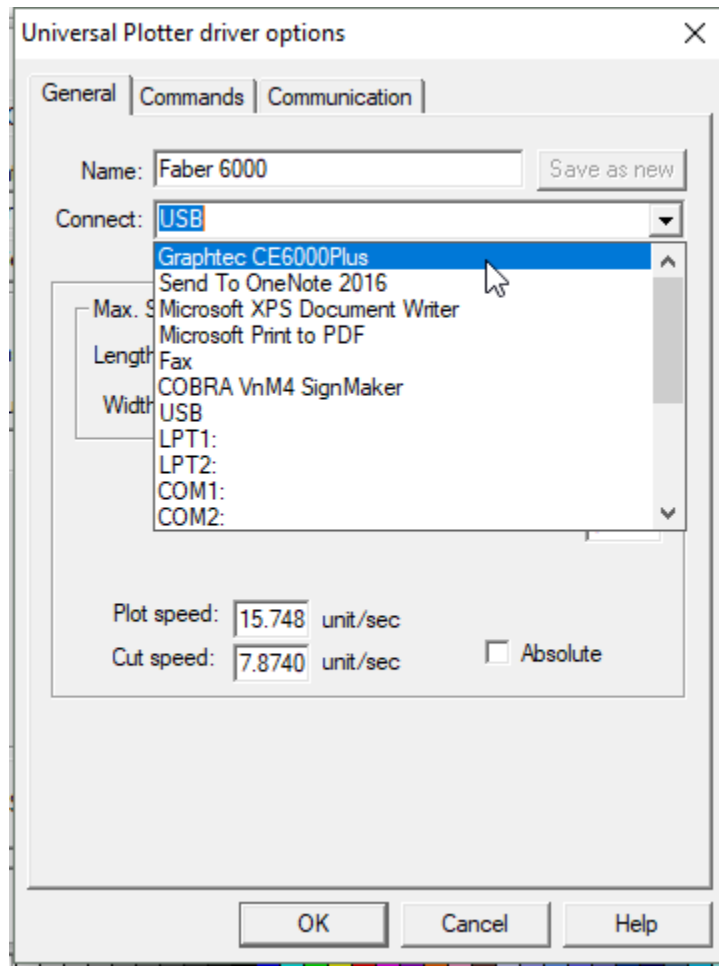 Universal Plotter driver options
General Commands Communication
Name: Faber 6000 Save as new
Connect: USB
Graphtec CE6000Plus
Send To OneNote 2016
Max. S Microsoft XPS Document Writer
Microsoft Print to PDF
Length Fax
COBRA VnM4 SignMaker
Width USB
LPT1:
LPT2:
COM1:
COM2:
Plot speed: 15.748 unit/sec
Cut speed: 7.8740 unit/sec Absolute
OK Cancel Help